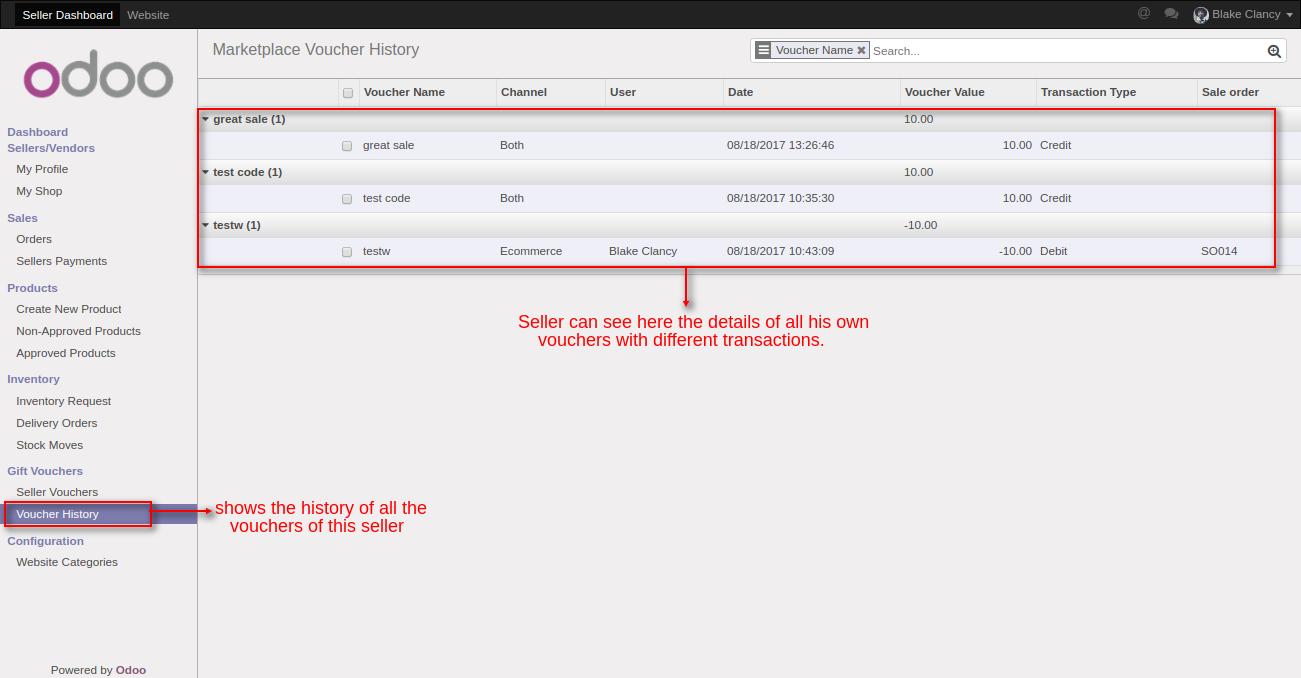 Seller Dashboard Website @ Blake Clancy
odoo
Marketplace Voucher History
Voucher Name Search...
Voucher Name Channel User Date Voucher Value Transaction Type Sale order
great sale (1) 10.00
great sale Both 08/18/2017 13:26:46 10.00 Credit
test code (1) 10.00
test code Both 08/18/2017 10:35:30 10.00 Credit
testw (1) -10.00
testw Ecommerce Blake Clancy 08/18/2017 10:43:09 -10.00 Debit SO014
Seller can see here the details of all his own
vouchers with different transactions.
Dashboard
Sellers/Vendors
My Profile
My Shop
Sales
Orders
Sellers Payments
Products
Create New Product
Non-Approved Products
Approved Products
Inventory
Inventory Request
Delivery Orders
Stock Moves
Gift Vouchers
Seller Vouchers
Voucher History
shows the history of all the
vouchers of this seller
Configuration
Website Categories
Powered by Odoo